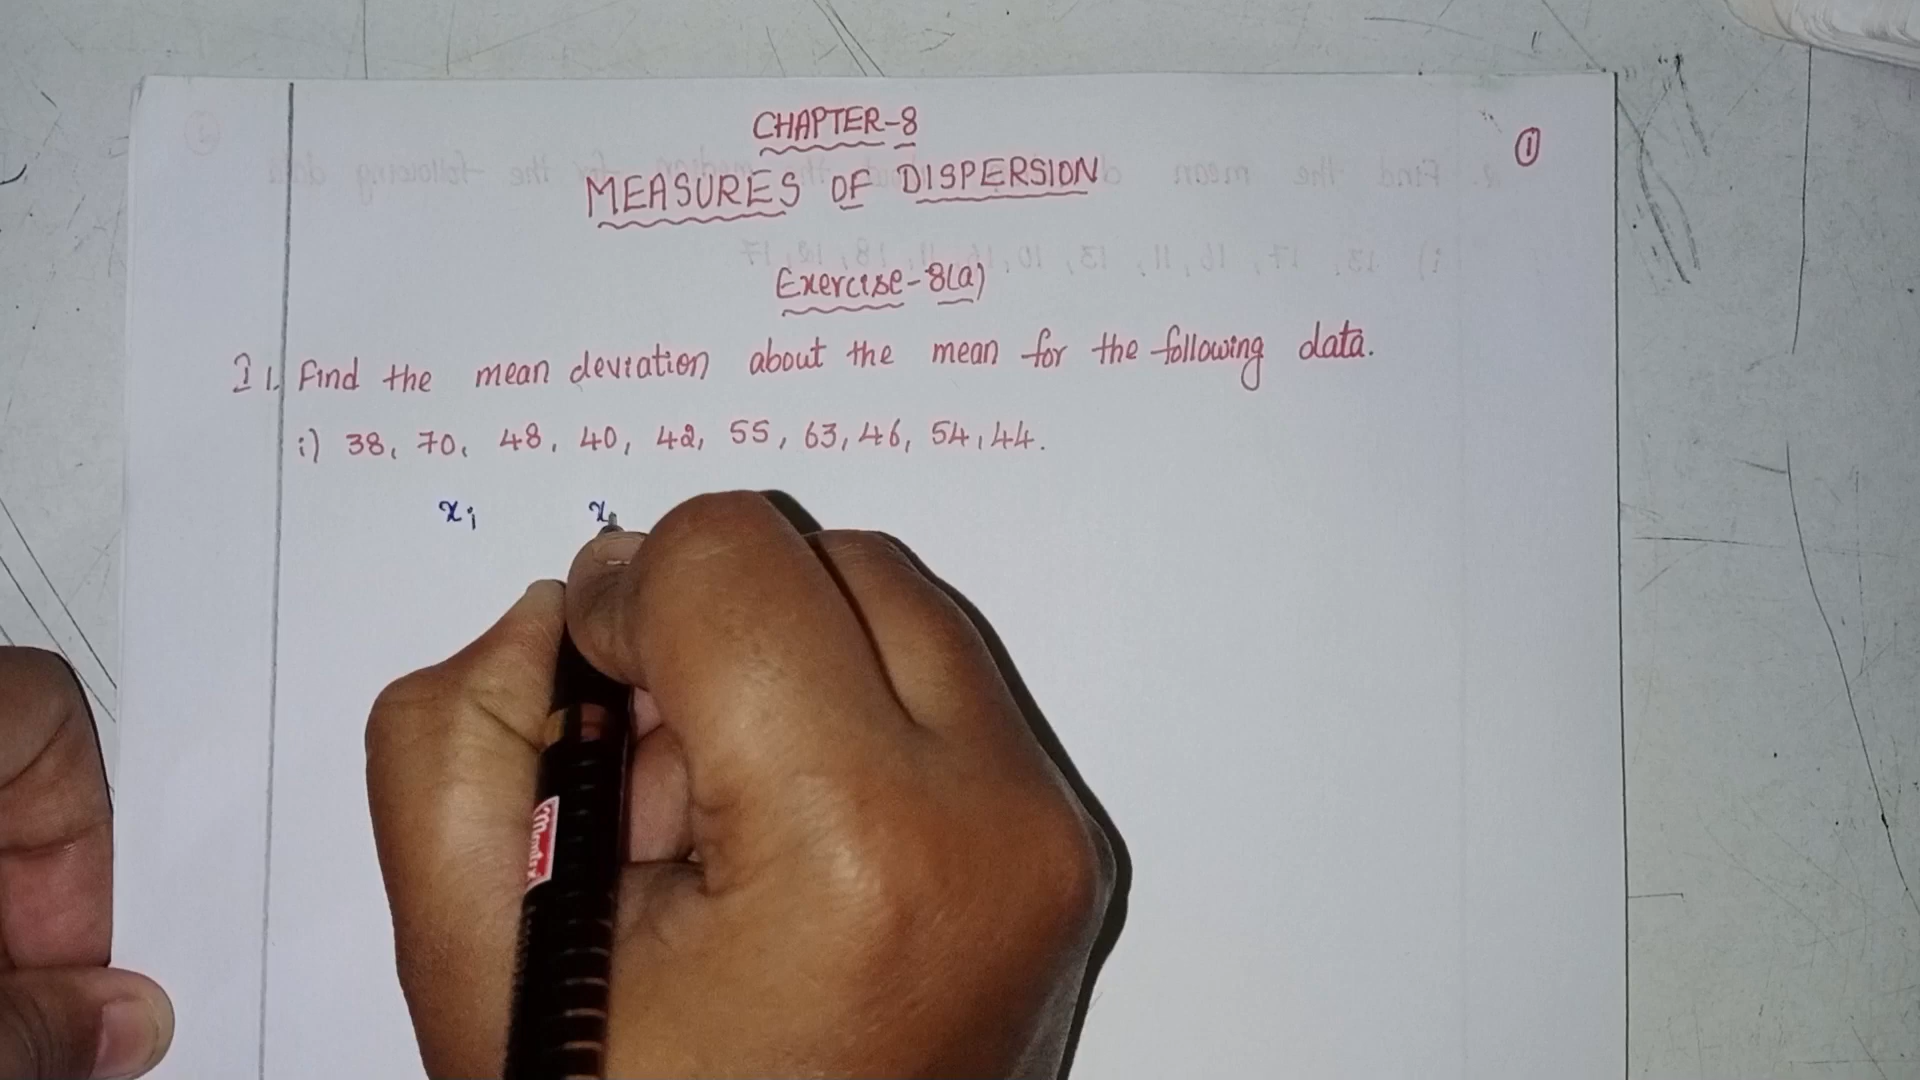 CHAPTER-8
①
MEASURES OF DISPERSION
Exercise-8(a)
I 1. Find the mean deviation about the mean for the following data.
i) 38, 70, 48, 40, 42, 55, 63, 46, 54, 44.
xi x